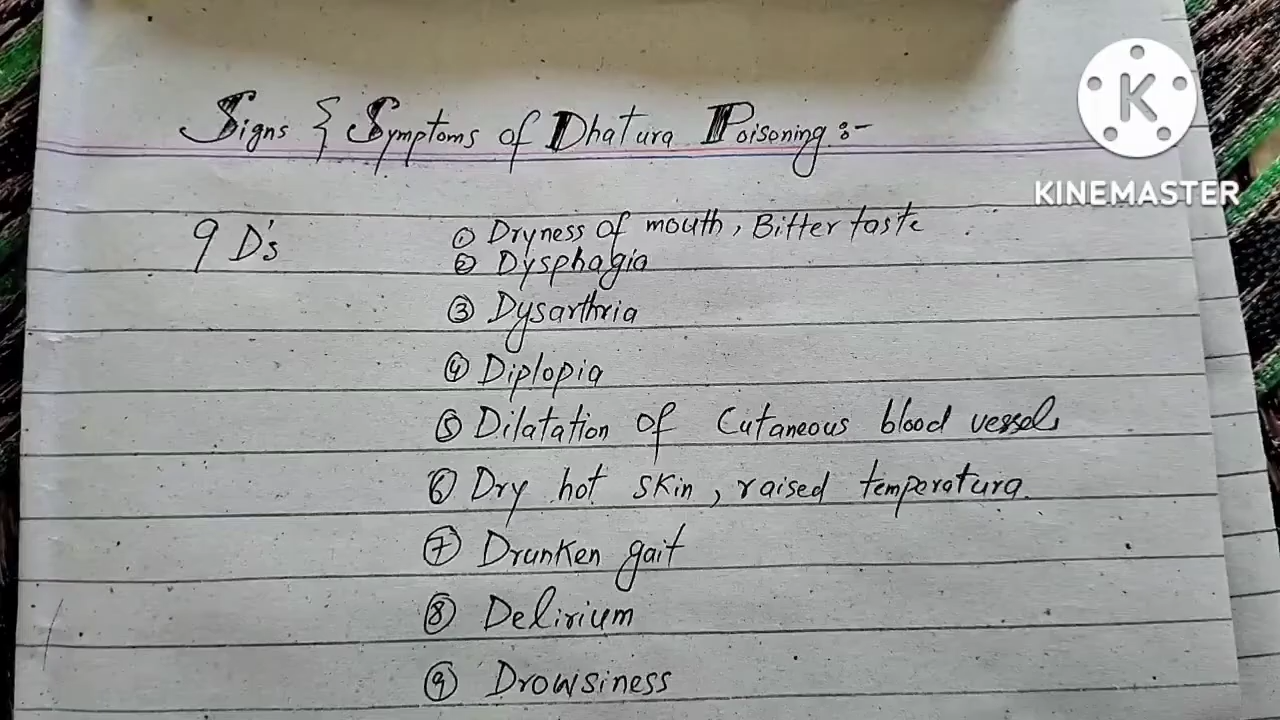 Signs & Symptoms of Dhatura Poisoning :-
K
KINEMASTER
9 D's
① Dryness of mouth, Bitter taste
② Dysphagia
③ Dysarthria
④ Diplopia
⑤ Dilatation of Cutaneous blood vessels
⑥ Dry hot skin, raised temperatura.
⑦ Drunken gait
⑧ Delirium
⑨ Drowsiness